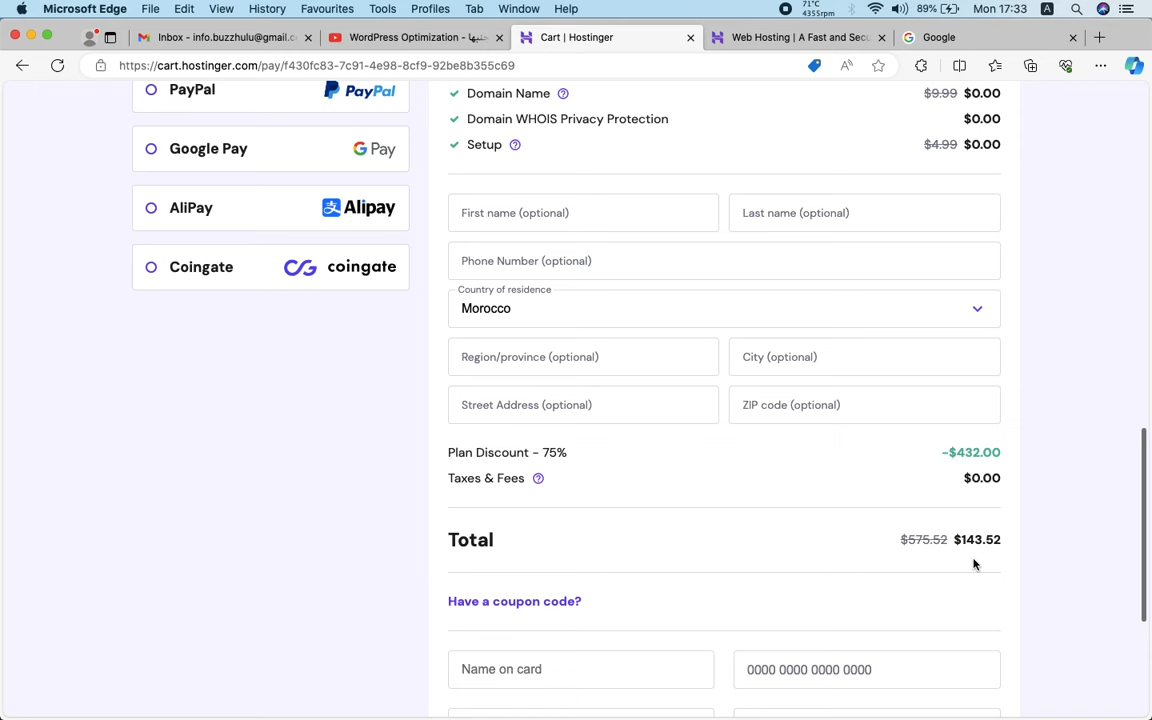 Microsoft Edge File Edit View History Favourites Tools Profiles Tab Window Help 71°C 4355rpm 89% Mon 17:33 A
Inbox - info.buzzhulu@gmail.c WordPress Optimization - Cart | Hostinger Web Hosting | A Fast and Secu Google
https://cart.hostinger.com/pay/f430fc83-7c91-4e98-8cf9-92be8b355c69
PayPal PayPal
Google Pay G Pay
AliPay Alipay
Coingate coingate
Domain Name $9.99 $0.00
Domain WHOIS Privacy Protection $0.00
Setup $4.99 $0.00
First name (optional) Last name (optional)
Phone Number (optional)
Country of residence
Morocco
Region/province (optional) City (optional)
Street Address (optional) ZIP code (optional)
Plan Discount - 75% -$432.00
Taxes & Fees $0.00
Total $575.52 $143.52
Have a coupon code?
Name on card 0000 0000 0000 0000